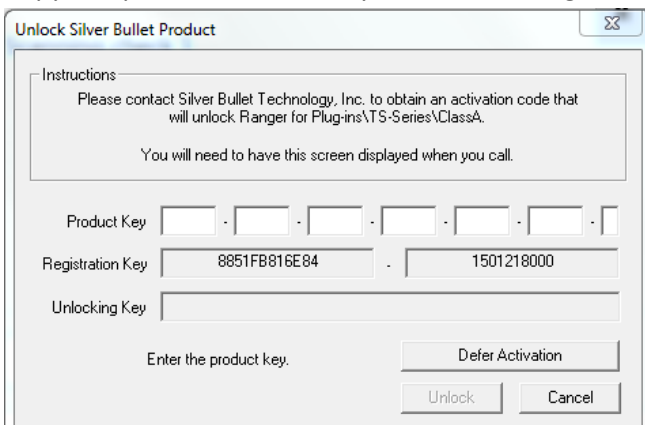 Unlock Silver Bullet Product
Instructions
Please contact Silver Bullet Technology, Inc. to obtain an activation code that
will unlock Ranger for Plug-ins\TS-Series\ClassA.
You will need to have this screen displayed when you call.
Product Key - - - - - -
Registration Key 8851FB816E84 - 1501218000
Unlocking Key
Enter the product key. Defer Activation
Unlock Cancel